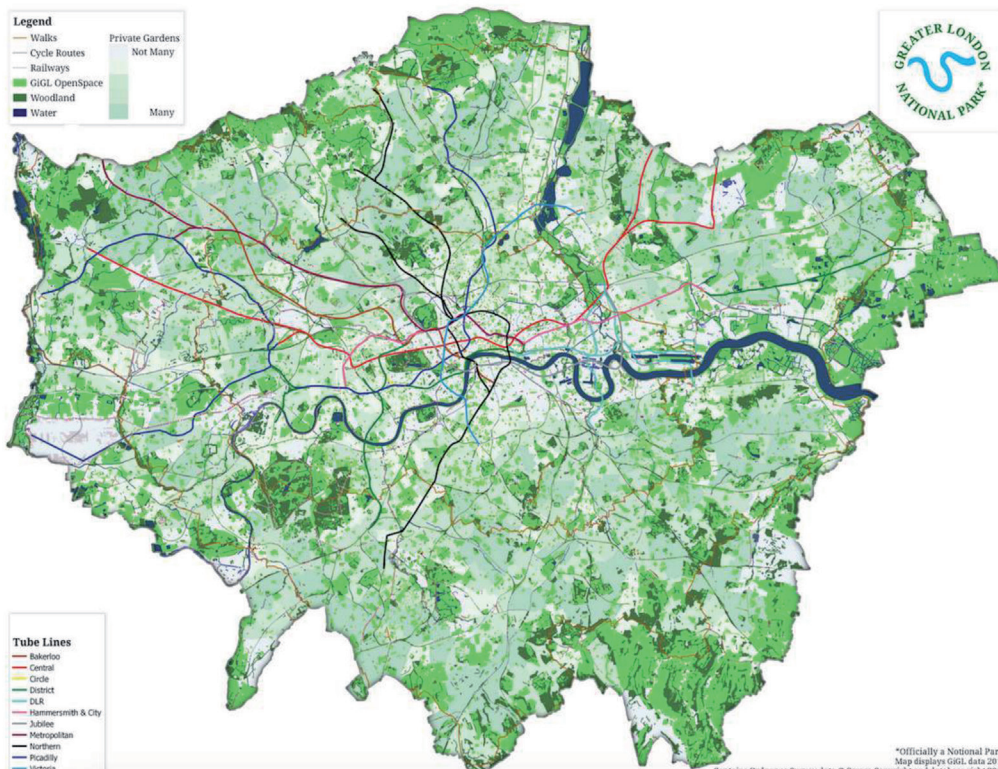 Legend
Walks
Cycle Routes
Railways
GiGL OpenSpace
Woodland
Water
Private Gardens
Not Many
Many
GREATER LONDON
NATIONAL PARK*
Tube Lines
Bakerloo
Central
Circle
District
DLR
Hammersmith & City
Jubilee
Metropolitan
Northern
Picadilly
Victoria
*Officially a Notional Par
Map displays GiGL data 20